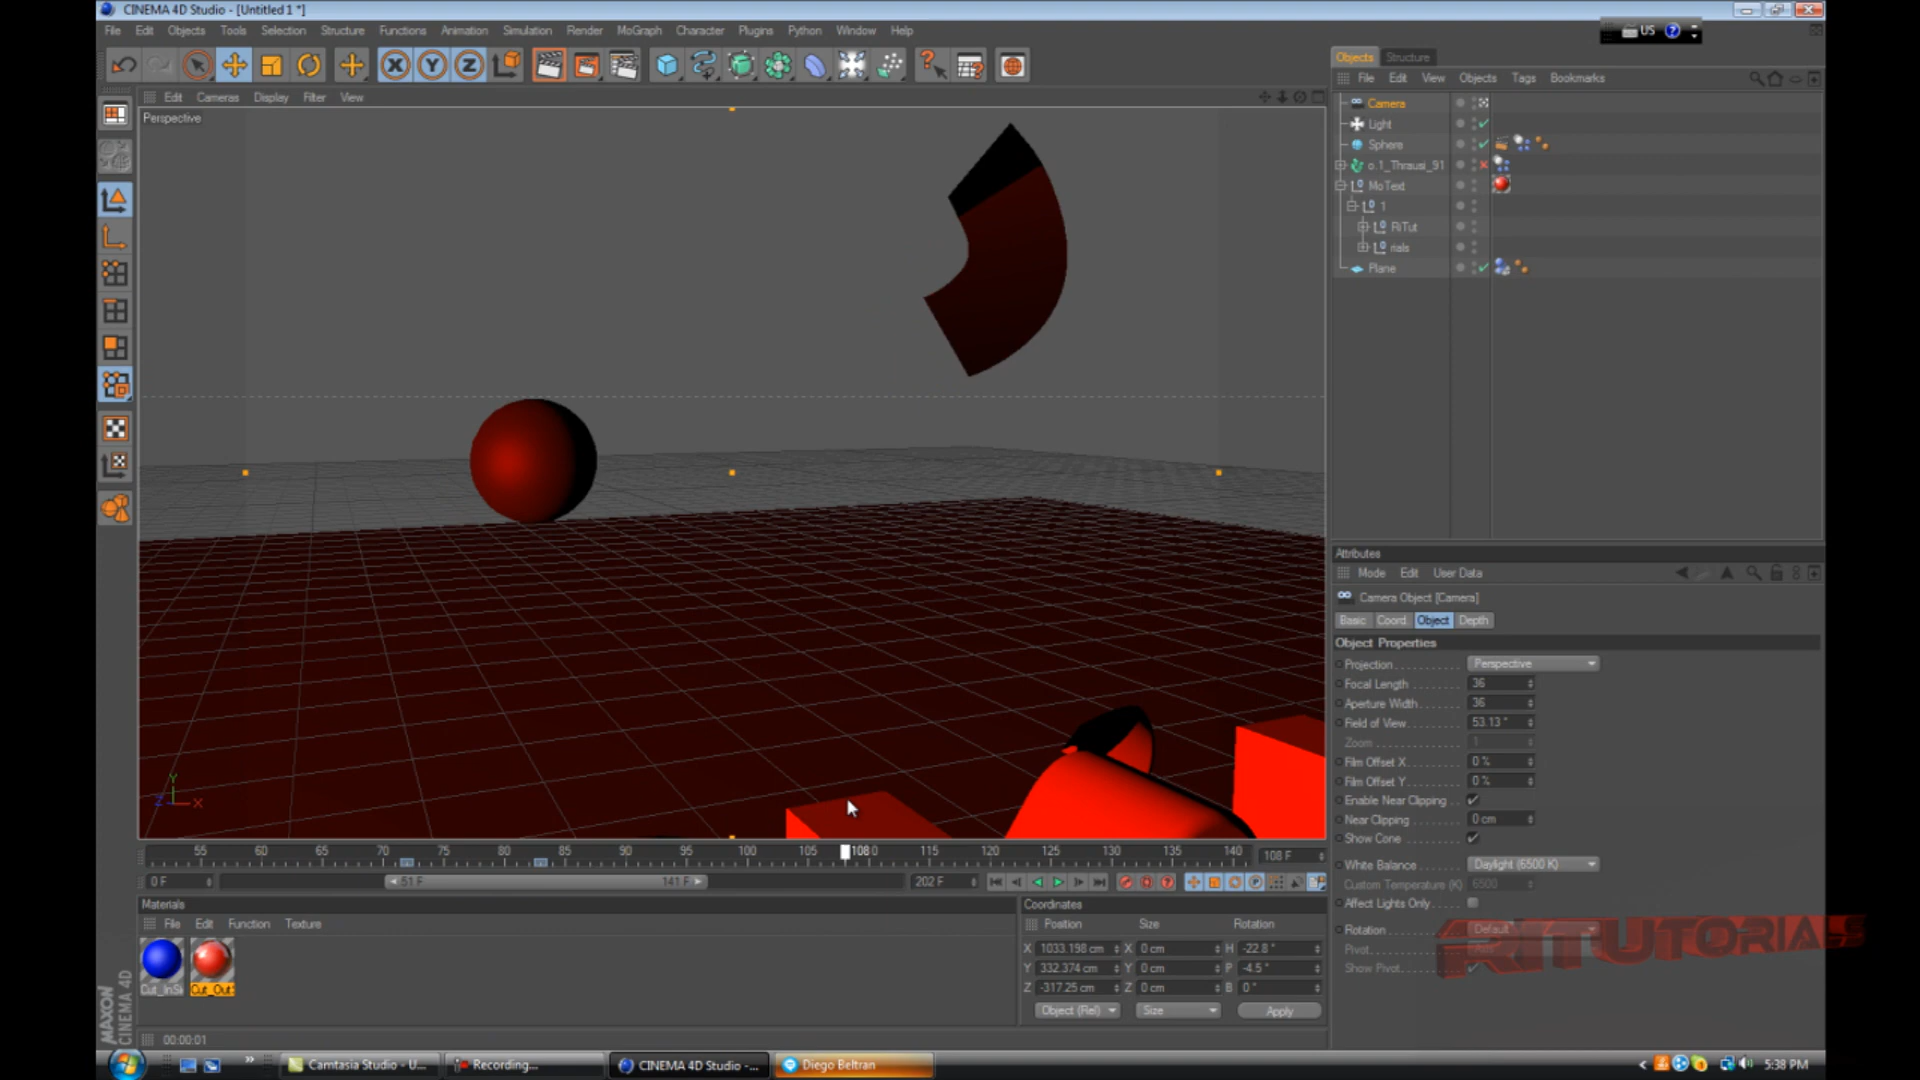 CINEMA 4D Studio - [Untitled 1 *]
File Edit Objects Tools Selection Structure Functions Animation Simulation Render MoGraph Character Plugins Python Window Help
US
Edit Cameras Display Filter View
Perspective
Objects Structure
File Edit View Objects Tags Bookmarks
Camera
Light
Sphere
o.1_Thrausi_91
MoText
1
RiTut
rials
Plane
Attributes
Mode Edit User Data
Camera Object [Camera]
Basic Coord Object Depth
Object Properties
Projection Perspective
Focal Length 36
Aperture Width 36
Field of View 53.13 °
Zoom 1
Film Offset X 0 %
Film Offset Y 0 %
Enable Near Clipping
Near Clipping 0 cm
Show Cone
White Balance Daylight (6500 K)
Custom Temperature (K) 6500
Affect Lights Only
Rotation Default
Pivot
Show Pivot
RITUTORIALS
Y
Z X
55 60 65 70 75 80 85 90 95 100 105 108 0 115 120 125 130 135 140 108 F
0 F 51 F 141 F 202 F
Materials
File Edit Function Texture
Cut_InSi Cut_Out
Coordinates
Position Size Rotation
X 1033.198 cm X 0 cm H -22.8 °
Y 332.374 cm Y 0 cm P -4.5 °
Z -317.25 cm Z 0 cm B 0 °
Object (Rel) Size Apply
MAXON
CINEMA 4D
00:00:01
Camtasia Studio - U... Recording... CINEMA 4D Studio -... Diego Beltran 5:38 PM